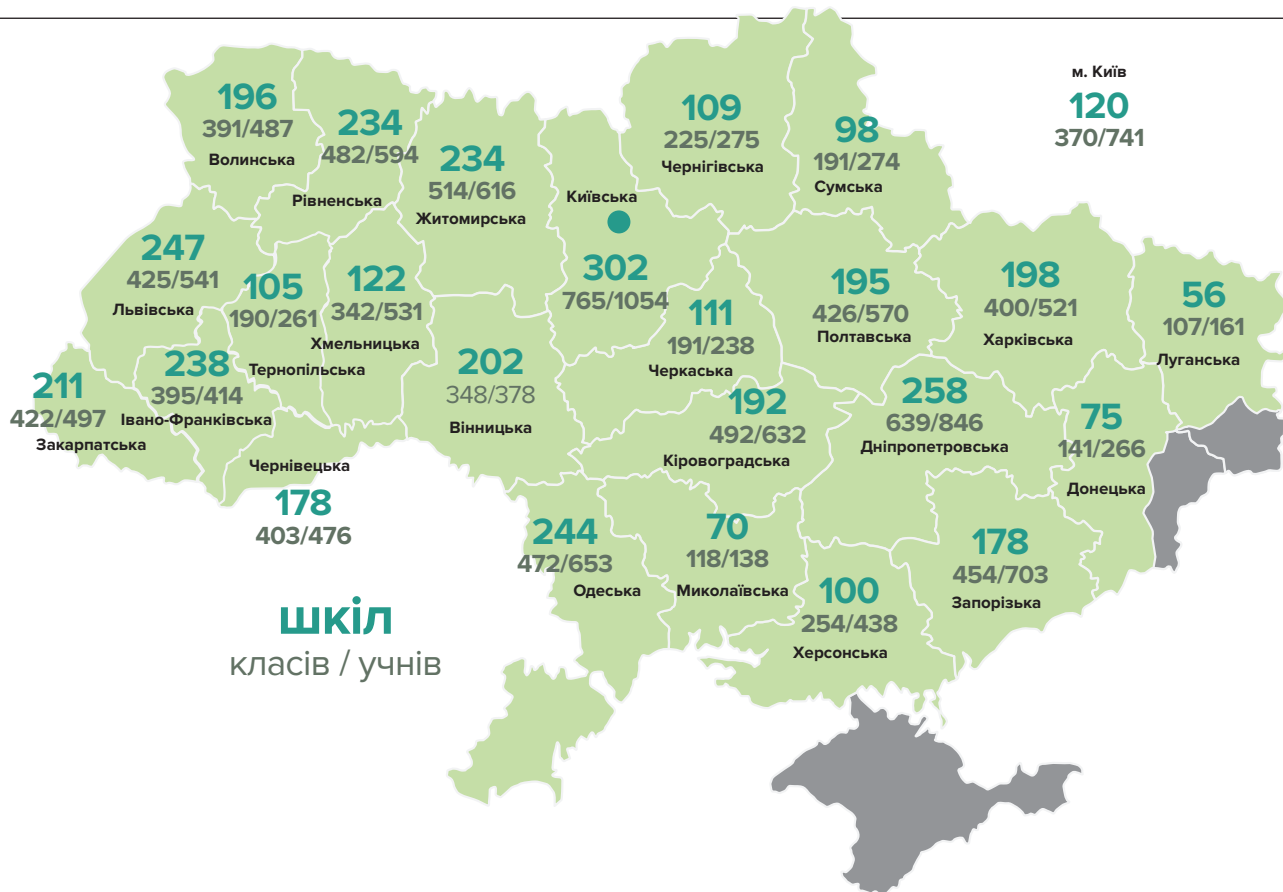 м. Київ
120
370/741
196
391/487
Волинська
234
482/594
Рівненська
234
514/616
Житомирська
Київська
302
765/1054
109
225/275
Чернігівська
98
191/274
Сумська
247
425/541
Львівська
105
190/261
Тернопільська
122
342/531
Хмельницька
111
191/238
Черкаська
195
426/570
Полтавська
198
400/521
Харківська
56
107/161
Луганська
211
422/497
Закарпатська
238
395/414
Івано-Франківська
202
348/378
Вінницька
192
492/632
Кіровоградська
258
639/846
Дніпропетровська
75
141/266
Донецька
Чернівецька
178
403/476
244
472/653
Одеська
70
118/138
Миколаївська
100
254/438
Херсонська
178
454/703
Запорізька
шкіл
класів / учнів